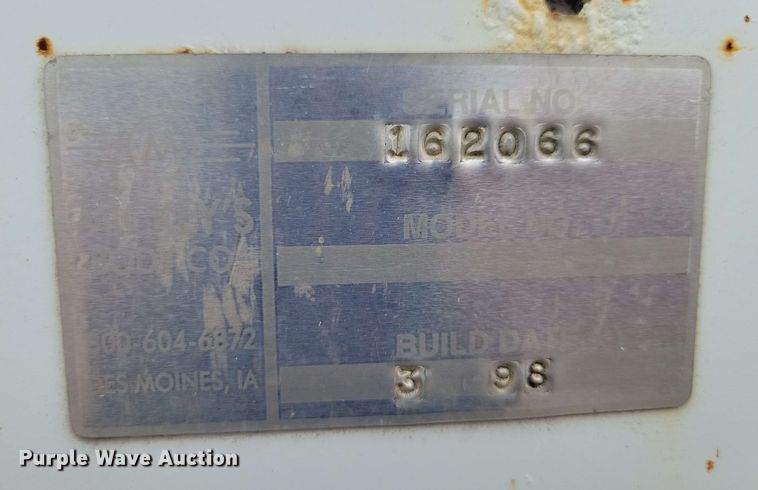 SERIAL NO.
162066
MODEL NO.
800-604-6872
BUILD DATE
DES MOINES, IA
3 98
Purple Wave Auction